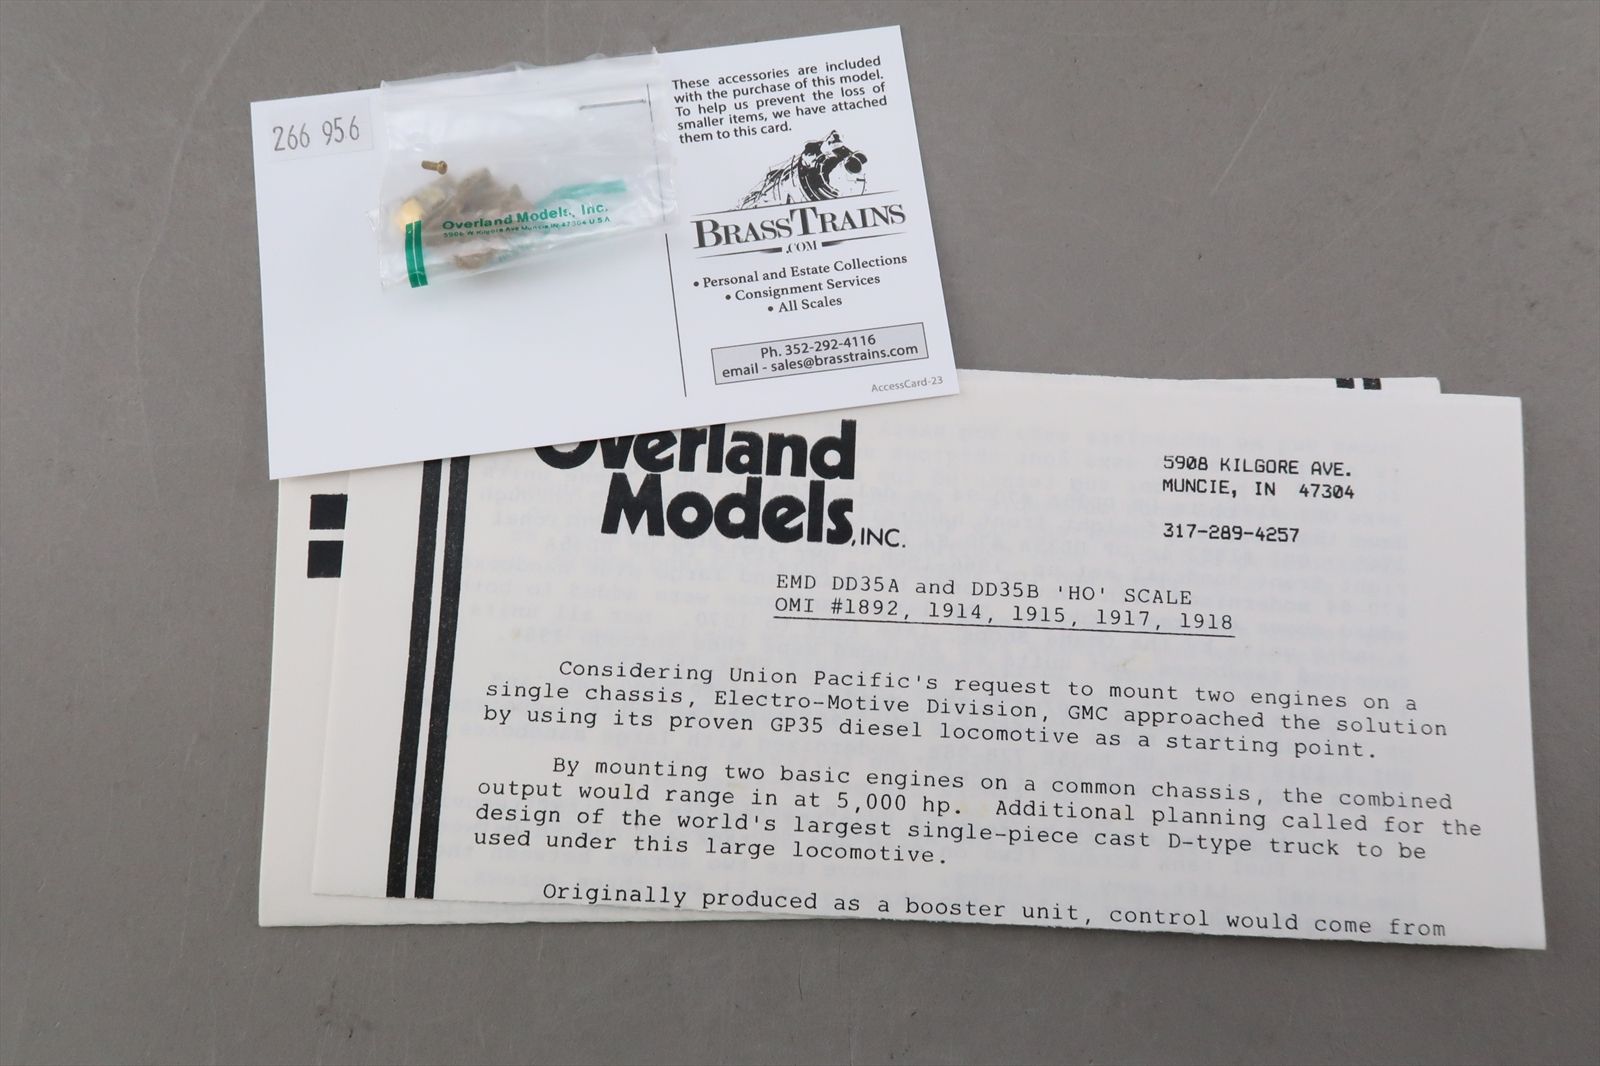 266 956
Overland Models, Inc.
5908 W Kilgore Ave Muncie IN 47304 U.S.A.
These accessories are included
with the purchase of this model.
To help us prevent the loss of
smaller items, we have attached
them to this card.
BRASSTRAINS
.COM
• Personal and Estate Collections
• Consignment Services
• All Scales
Ph. 352-292-4116
email - sales@brasstrains.com
AccessCard-23
Overland
Models, INC.
5908 KILGORE AVE.
MUNCIE, IN 47304
317-289-4257
EMD DD35A and DD35B 'HO' SCALE
OMI #1892, 1914, 1915, 1917, 1918
Considering Union Pacific's request to mount two engines on a
single chassis, Electro-Motive Division, GMC approached the solution
by using its proven GP35 diesel locomotive as a starting point.
By mounting two basic engines on a common chassis, the combined
output would range in at 5,000 hp. Additional planning called for the
design of the world's largest single-piece cast D-type truck to be
used under this large locomotive.
Originally produced as a booster unit, control would come from